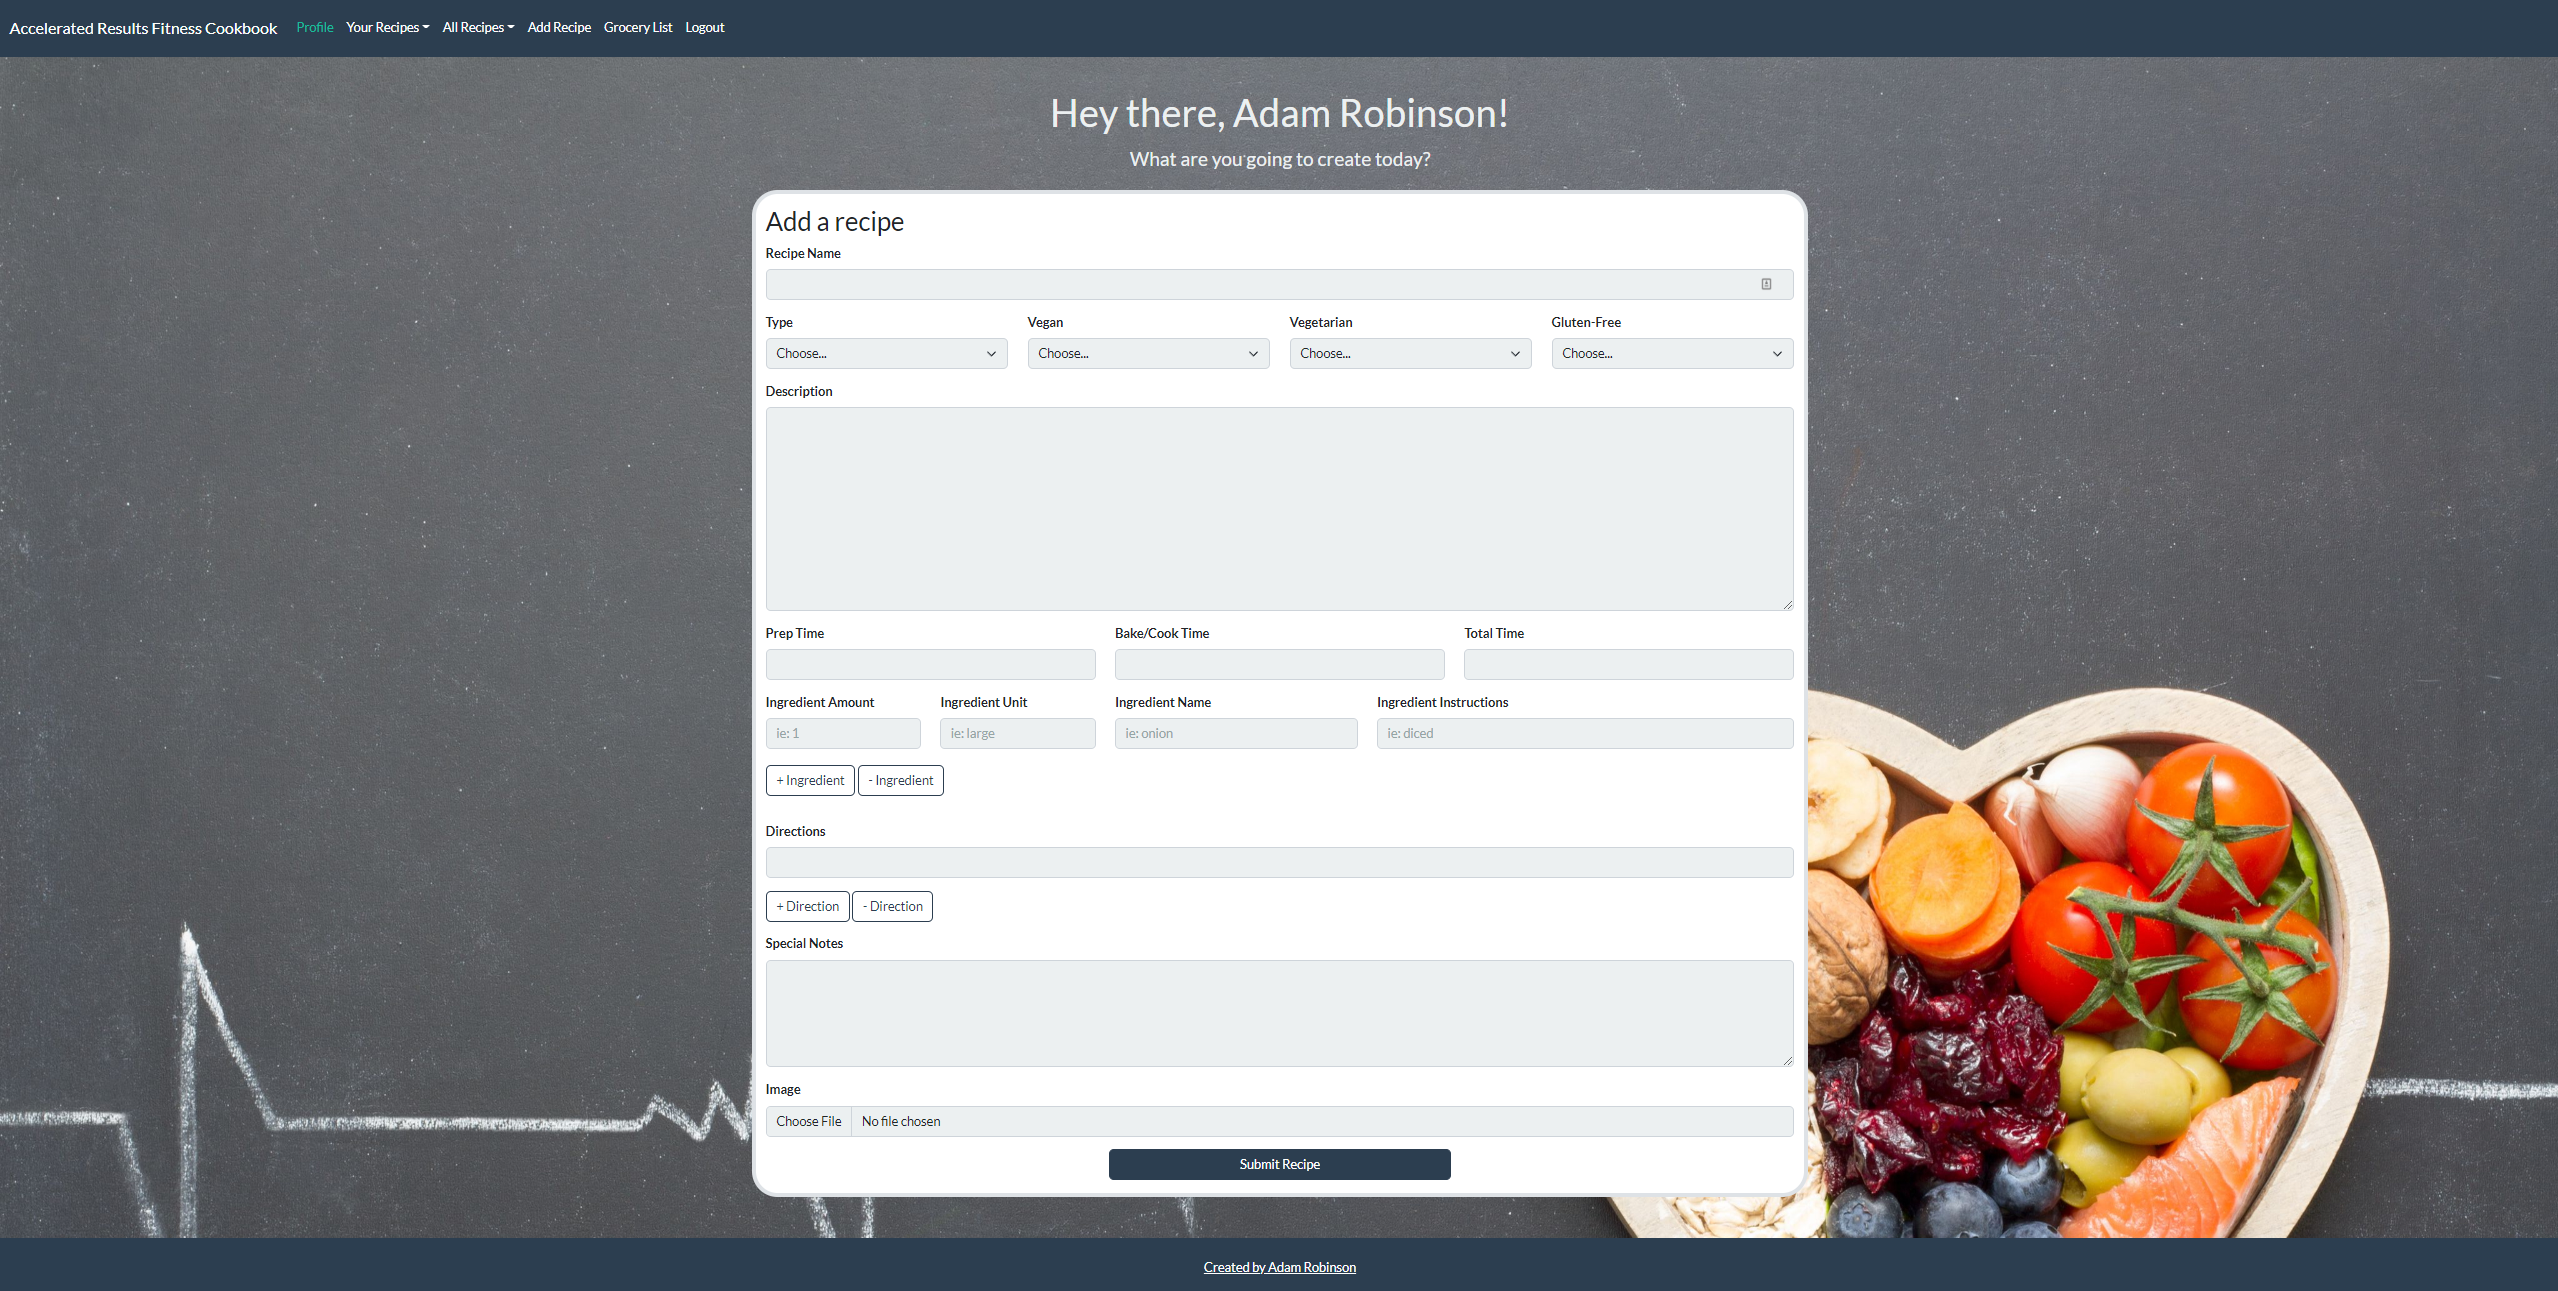 Accelerated Results Fitness Cookbook Profile Your Recipes All Recipes Add Recipe Grocery List Logout
Hey there, Adam Robinson!
What are you going to create today?
Add a recipe
Recipe Name
Type Vegan Vegetarian Gluten-Free
Choose... Choose... Choose... Choose...
Description
Prep Time Bake/Cook Time Total Time
Ingredient Amount Ingredient Unit Ingredient Name Ingredient Instructions
ie: 1 ie: large ie: onion ie: diced
+ Ingredient - Ingredient
Directions
+ Direction - Direction
Special Notes
Image
Choose File No file chosen
Submit Recipe
Created by Adam Robinson